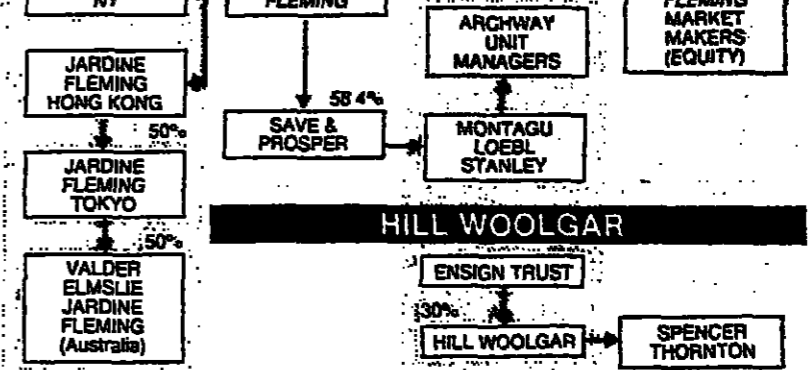 NY
FLEMING
FLEMING
MARKET
MAKERS
(EQUITY)
ARCHWAY
UNIT
MANAGERS
JARDINE
FLEMING
HONG KONG
58 4%
SAVE &
PROSPER
MONTAGU
LOEBL
STANLEY
50%
JARDINE
FLEMING
TOKYO
50%
VALDER
ELMSLIE
JARDINE
FLEMING
(Australia)
HILL WOOLGAR
ENSIGN TRUST
30%
HILL WOOLGAR
SPENCER
THORNTON